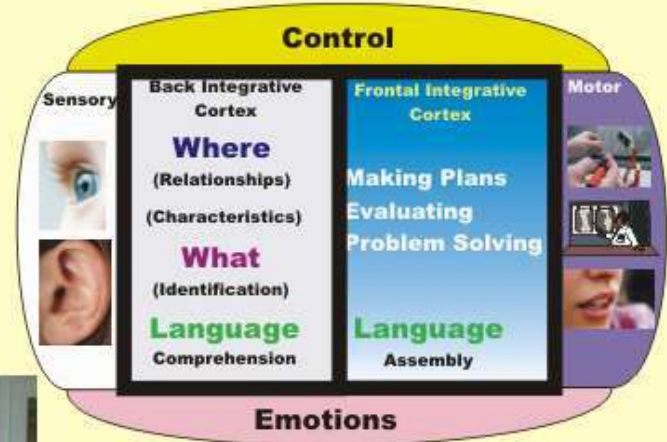 Control
Sensory
Back Integrative
Cortex
Where
(Relationships)
(Characteristics)
What
(Identification)
Language
Comprehension
Frontal Integrative
Cortex
Making Plans
Evaluating
Problem Solving
Language
Assembly
Motor
Emotions